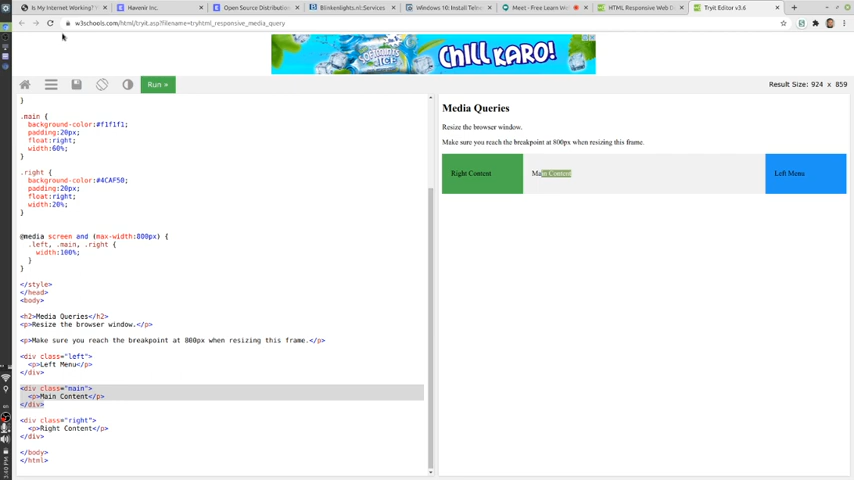 Is My Internet Working?
Havenir Inc.
Open Source Distribution
Blinkenlights.nl:Services
Windows 10: Install Telne
Meet - Free Learn We
HTML Responsive Web D
Tryit Editor v3.6
w3schools.com/html/tryit.asp?filename=tryhtml_responsive_media_query
CHILL KARO!
ICE
Run »
Result Size: 924 x 859
}
.main {
background-color:#f1f1f1;
padding:20px;
float:right;
width:60%;
}
.right {
background-color:#4CAF50;
padding:20px;
float:right;
width:20%;
}
@media screen and (max-width:800px) {
.left, .main, .right {
width:100%;
}
}
</style>
</head>
<body>
<h2>Media Queries</h2>
<p>Resize the browser window.</p>
<p>Make sure you reach the breakpoint at 800px when resizing this frame.</p>
<div class="left">
<p>Left Menu</p>
</div>
<div class="main">
<p>Main Content</p>
</div>
<div class="right">
<p>Right Content</p>
</div>
</body>
</html>
Media Queries
Resize the browser window.
Make sure you reach the breakpoint at 800px when resizing this frame.
Right Content
Main Content
Left Menu
3:40 PM